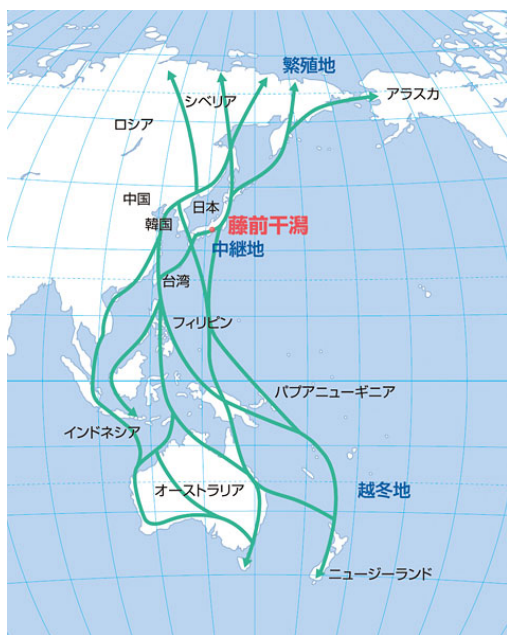 繁殖地
シベリア
アラスカ
ロシア
中国
日本
韓国
藤前干潟
中継地
台湾
フィリピン
パプアニューギニア
インドネシア
オーストラリア
越冬地
ニュージーランド